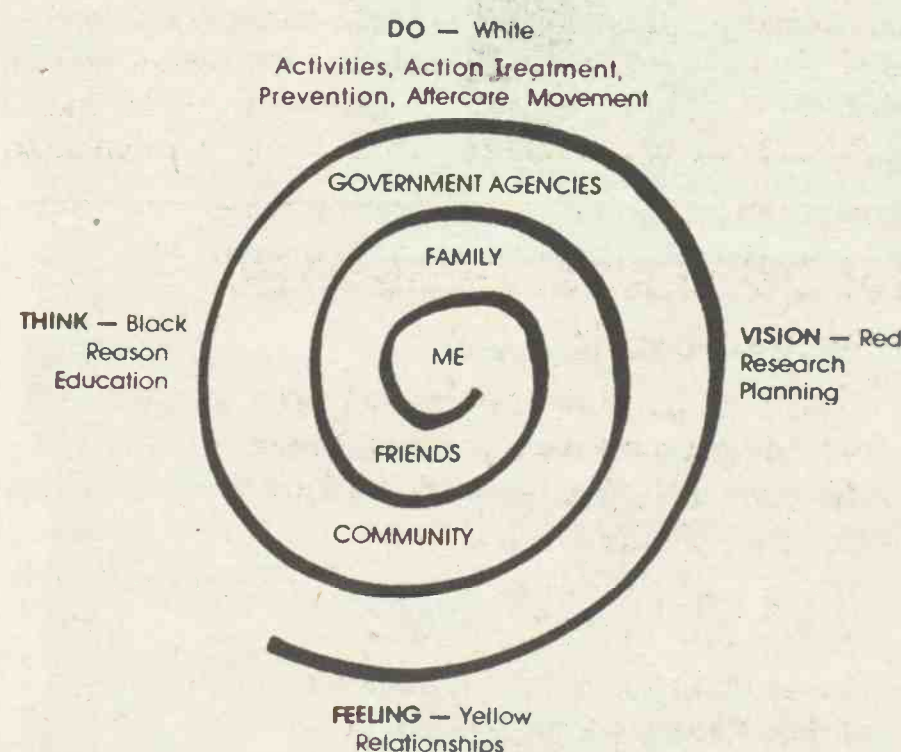 DO — White
Activities, Action Treatment,
Prevention, Aftercare Movement
GOVERNMENT AGENCIES
FAMILY
THINK — Black
Reason
Education
ME
VISION — Red
Research
Planning
FRIENDS
COMMUNITY
FEELING — Yellow
Relationships